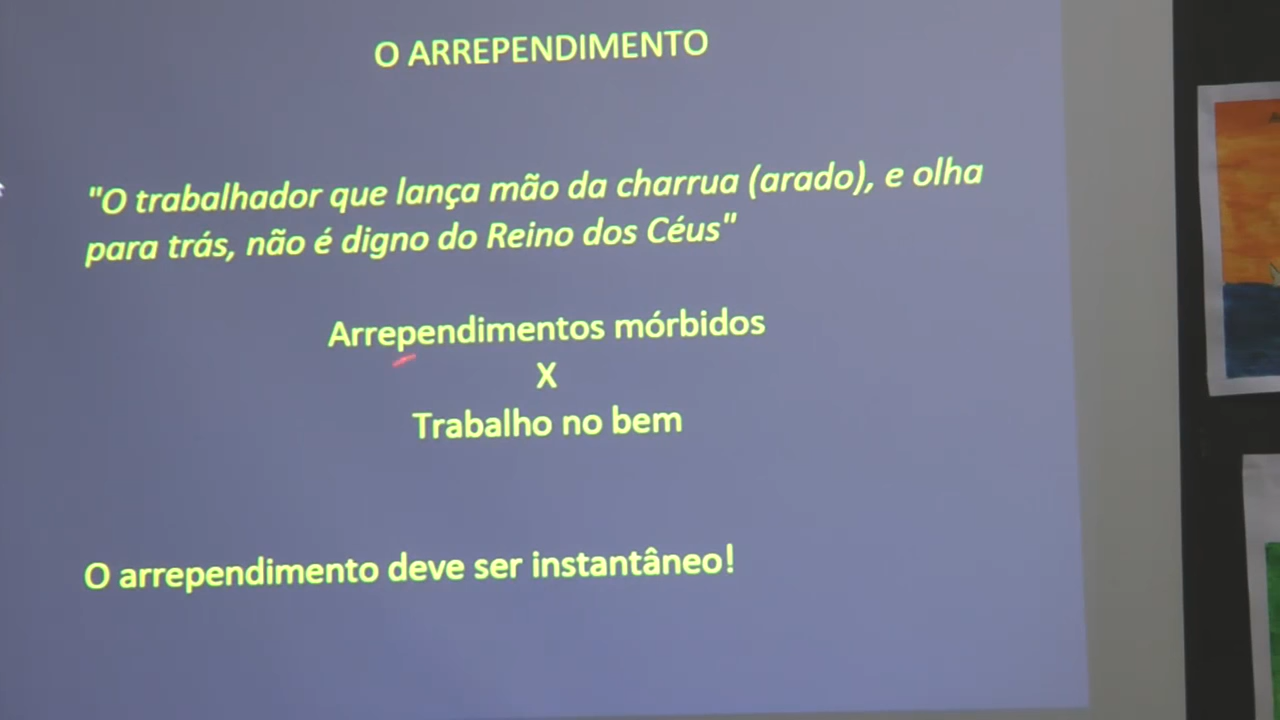 O ARREPENDIMENTO
"O trabalhador que lança mão da charrua (arado), e olha
para trás, não é digno do Reino dos Céus"
Arrependimentos mórbidos
X
Trabalho no bem
O arrependimento deve ser instantâneo!